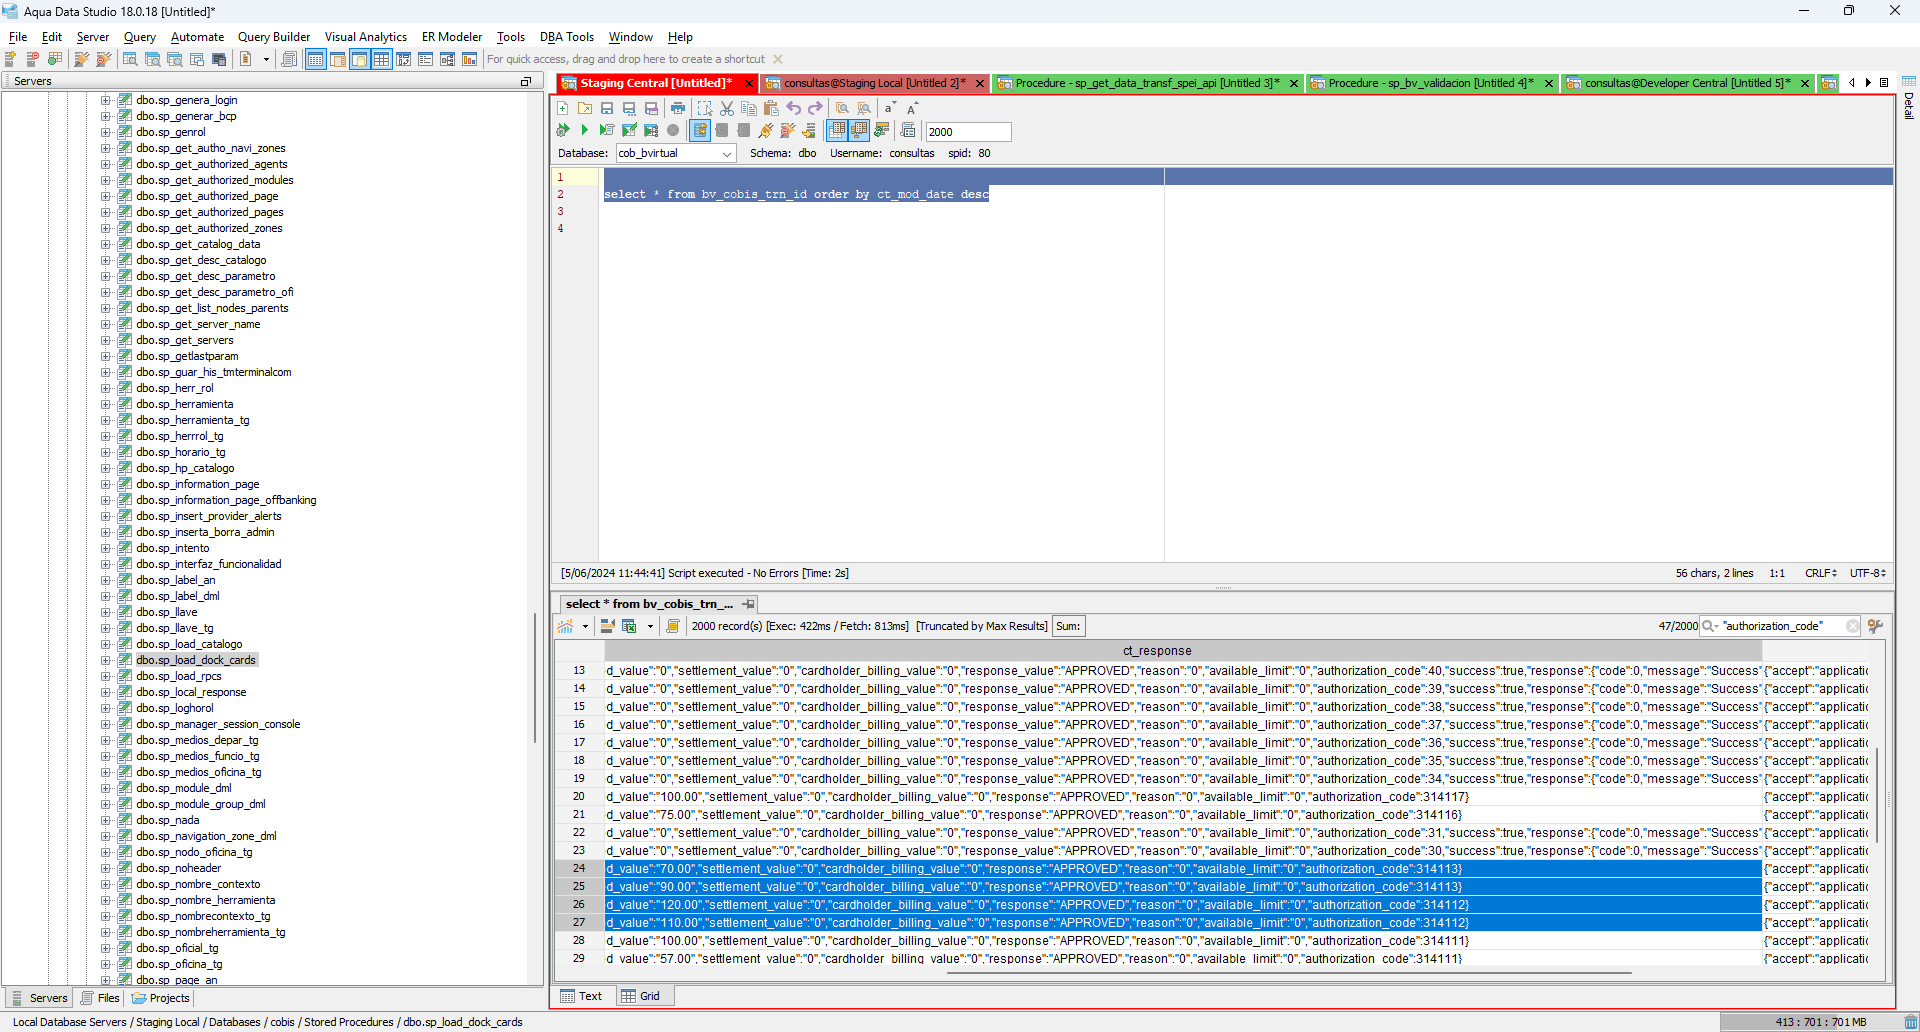 Aqua Data Studio 18.0.18 [Untitled]*
File Edit Server Query Automate Query Builder Visual Analytics ER Modeler Tools DBA Tools Window Help
For quick access, drag and drop here to create a shortcut
Servers
dbo.sp_genera_login
dbo.sp_generar_bcp
dbo.sp_genrol
dbo.sp_get_autho_navi_zones
dbo.sp_get_authorized_agents
dbo.sp_get_authorized_modules
dbo.sp_get_authorized_page
dbo.sp_get_authorized_pages
dbo.sp_get_authorized_zones
dbo.sp_get_catalog_data
dbo.sp_get_desc_catalogo
dbo.sp_get_desc_parametro
dbo.sp_get_desc_parametro_ofi
dbo.sp_get_list_nodes_parents
dbo.sp_get_server_name
dbo.sp_get_servers
dbo.sp_getlastparam
dbo.sp_guar_his_tmterminalcom
dbo.sp_herr_rol
dbo.sp_herramienta
dbo.sp_herramienta_tg
dbo.sp_herrrol_tg
dbo.sp_horario_tg
dbo.sp_hp_catalogo
dbo.sp_information_page
dbo.sp_information_page_offbanking
dbo.sp_insert_provider_alerts
dbo.sp_inserta_borra_admin
dbo.sp_intento
dbo.sp_interfaz_funcionalidad
dbo.sp_label_an
dbo.sp_label_dml
dbo.sp_llave
dbo.sp_llave_tg
dbo.sp_load_catalogo
dbo.sp_load_dock_cards
dbo.sp_load_rpcs
dbo.sp_local_response
dbo.sp_loghorol
dbo.sp_manager_session_console
dbo.sp_medios_depar_tg
dbo.sp_medios_funcio_tg
dbo.sp_medios_oficina_tg
dbo.sp_module_dml
dbo.sp_module_group_dml
dbo.sp_nada
dbo.sp_navigation_zone_dml
dbo.sp_nodo_oficina_tg
dbo.sp_noheader
dbo.sp_nombre_contexto
dbo.sp_nombre_herramienta
dbo.sp_nombrecontexto_tg
dbo.sp_nombreherramienta_tg
dbo.sp_oficial_tg
dbo.sp_oficina_tg
dbo.sp_page_an
Servers Files Projects
Staging Central [Untitled]* consultas@Staging Local [Untitled 2]* Procedure - sp_get_data_transf_spei_api [Untitled 3]* Procedure - sp_bv_validacion [Untitled 4]* consultas@Developer Central [Untitled 5]*
Detail
2000
Database: cob_bvirtual Schema: dbo Username: consultas spid: 80
1
2 select * from bv_cobis_trn_id order by ct_mod_date desc
3
4
[5/06/2024 11:44:41] Script executed - No Errors [Time: 2s] 56 chars, 2 lines 1:1 CRLF UTF-8
select * from bv_cobis_trn_...
2000 record(s) [Exec: 422ms / Fetch: 813ms] [Truncated by Max Results] Sum: 47/2000 "authorization_code"
ct_response
13 d_value":"0","settlement_value":"0","cardholder_billing_value":"0","response_value":"APPROVED","reason":"0","available_limit":"0","authorization_code":40,"success":true,"response":{"code":0,"message":"Success" {"accept":"applicatio
14 d_value":"0","settlement_value":"0","cardholder_billing_value":"0","response_value":"APPROVED","reason":"0","available_limit":"0","authorization_code":39,"success":true,"response":{"code":0,"message":"Success" {"accept":"applicatio
15 d_value":"0","settlement_value":"0","cardholder_billing_value":"0","response_value":"APPROVED","reason":"0","available_limit":"0","authorization_code":38,"success":true,"response":{"code":0,"message":"Success" {"accept":"applicatio
16 d_value":"0","settlement_value":"0","cardholder_billing_value":"0","response_value":"APPROVED","reason":"0","available_limit":"0","authorization_code":37,"success":true,"response":{"code":0,"message":"Success" {"accept":"applicatio
17 d_value":"0","settlement_value":"0","cardholder_billing_value":"0","response_value":"APPROVED","reason":"0","available_limit":"0","authorization_code":36,"success":true,"response":{"code":0,"message":"Success" {"accept":"applicatio
18 d_value":"0","settlement_value":"0","cardholder_billing_value":"0","response_value":"APPROVED","reason":"0","available_limit":"0","authorization_code":35,"success":true,"response":{"code":0,"message":"Success" {"accept":"applicatio
19 d_value":"0","settlement_value":"0","cardholder_billing_value":"0","response_value":"APPROVED","reason":"0","available_limit":"0","authorization_code":34,"success":true,"response":{"code":0,"message":"Success" {"accept":"applicatio
20 d_value":"100.00","settlement_value":"0","cardholder_billing_value":"0","response":"APPROVED","reason":"0","available_limit":"0","authorization_code":314117} {"accept":"applicatio
21 d_value":"75.00","settlement_value":"0","cardholder_billing_value":"0","response":"APPROVED","reason":"0","available_limit":"0","authorization_code":314116} {"accept":"applicatio
22 d_value":"0","settlement_value":"0","cardholder_billing_value":"0","response_value":"APPROVED","reason":"0","available_limit":"0","authorization_code":31,"success":true,"response":{"code":0,"message":"Success" {"accept":"applicatio
23 d_value":"0","settlement_value":"0","cardholder_billing_value":"0","response_value":"APPROVED","reason":"0","available_limit":"0","authorization_code":30,"success":true,"response":{"code":0,"message":"Success" {"accept":"applicatio
24 d_value":"70.00","settlement_value":"0","cardholder_billing_value":"0","response":"APPROVED","reason":"0","available_limit":"0","authorization_code":314113} {"accept":"applicatio
25 d_value":"90.00","settlement_value":"0","cardholder_billing_value":"0","response":"APPROVED","reason":"0","available_limit":"0","authorization_code":314113} {"accept":"applicatio
26 d_value":"120.00","settlement_value":"0","cardholder_billing_value":"0","response":"APPROVED","reason":"0","available_limit":"0","authorization_code":314112} {"accept":"applicatio
27 d_value":"110.00","settlement_value":"0","cardholder_billing_value":"0","response":"APPROVED","reason":"0","available_limit":"0","authorization_code":314112} {"accept":"applicatio
28 d_value":"100.00","settlement_value":"0","cardholder_billing_value":"0","response":"APPROVED","reason":"0","available_limit":"0","authorization_code":314111} {"accept":"applicatio
29 d_value":"57.00","settlement_value":"0","cardholder_billing_value":"0","response":"APPROVED","reason":"0","available_limit":"0","authorization_code":314111} {"accept":"applicatio
Text Grid
Local Database Servers / Staging Local / Databases / cobis / Stored Procedures / dbo.sp_load_dock_cards 413 : 701 : 701 MB